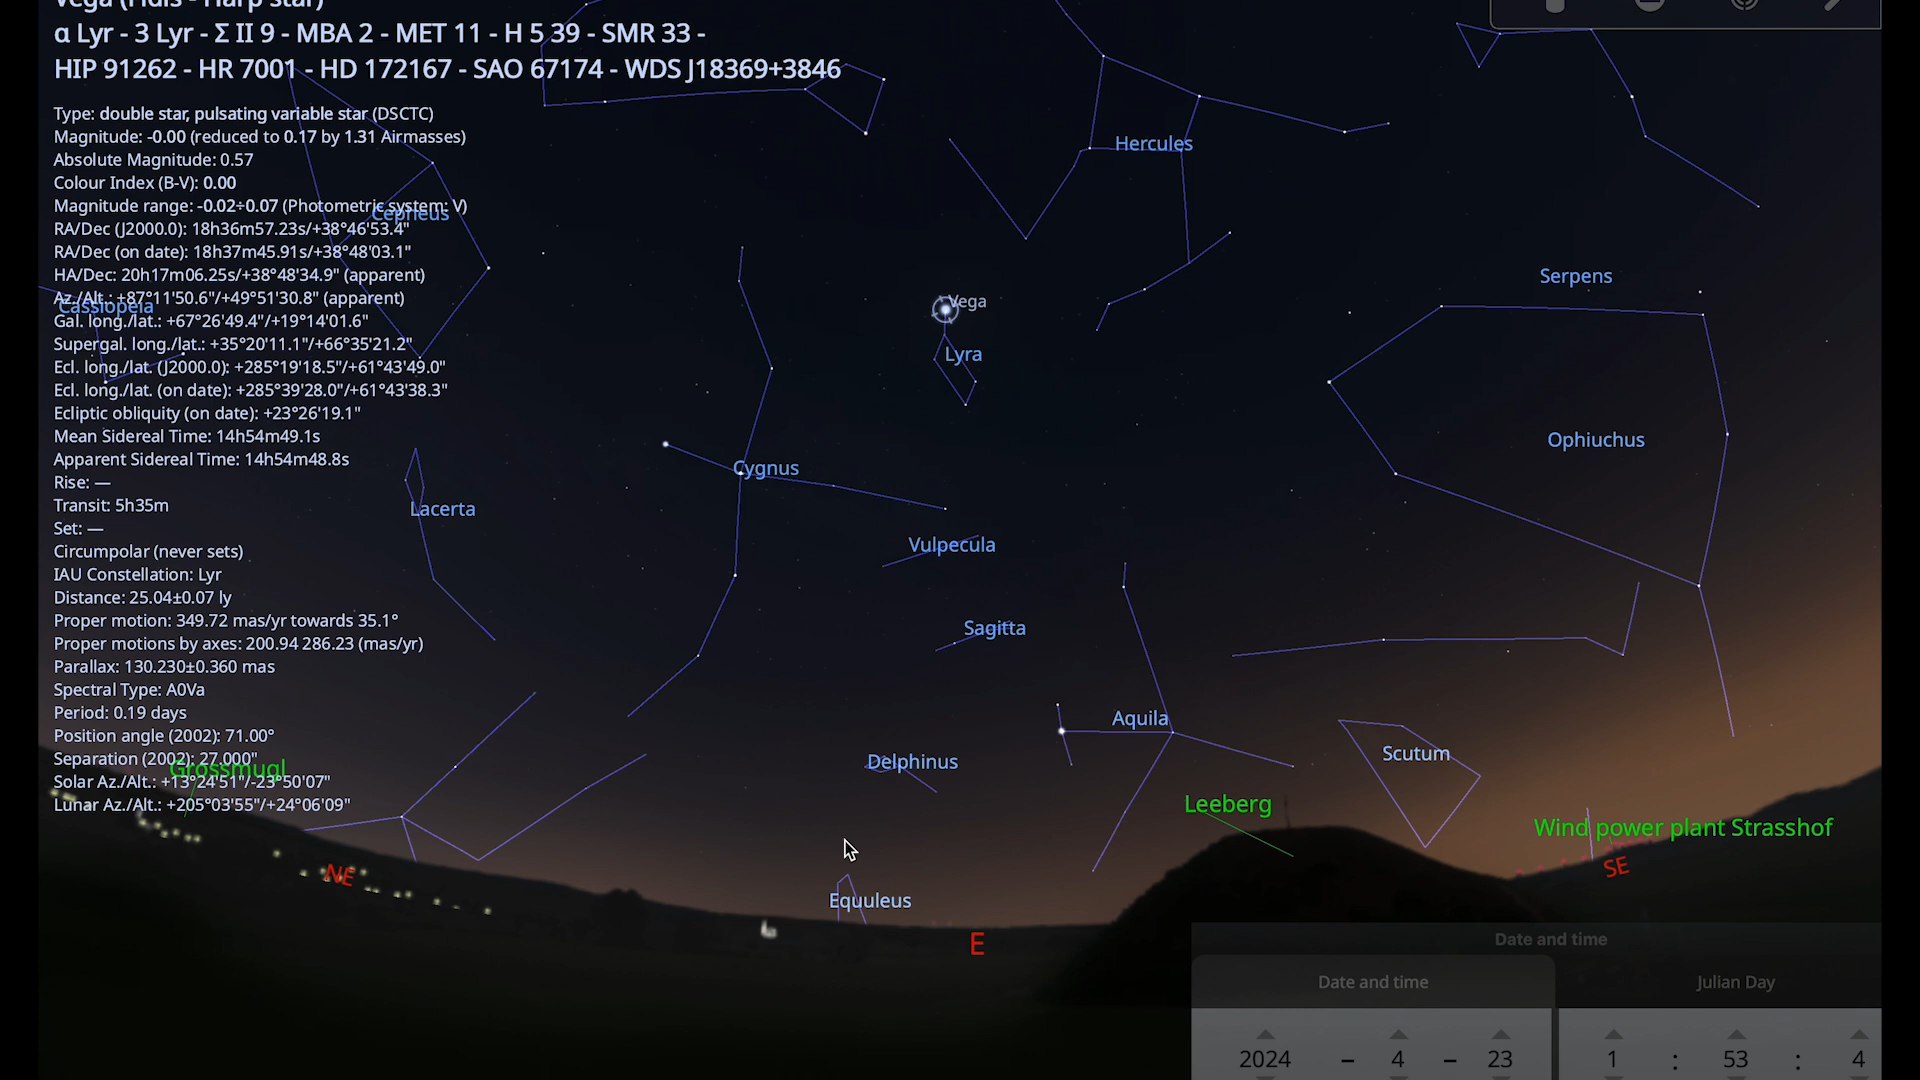 Vega (Fidis - Harp star)
α Lyr - 3 Lyr - Σ II 9 - MBA 2 - MET 11 - H 5 39 - SMR 33 -
HIP 91262 - HR 7001 - HD 172167 - SAO 67174 - WDS J18369+3846
Type: double star, pulsating variable star (DSCTC)
Magnitude: -0.00 (reduced to 0.17 by 1.31 Airmasses)
Absolute Magnitude: 0.57
Colour Index (B-V): 0.00
Magnitude range: -0.02÷0.07 (Photometric system: V)
RA/Dec (J2000.0): 18h36m57.23s/+38°46'53.4"
RA/Dec (on date): 18h37m45.91s/+38°48'03.1"
HA/Dec: 20h17m06.25s/+38°48'34.9" (apparent)
Az./Alt.: +87°11'50.6"/+49°51'30.8" (apparent)
Gal. long./lat.: +67°26'49.4"/+19°14'01.6"
Supergal. long./lat.: +35°20'11.1"/+66°35'21.2"
Ecl. long./lat. (J2000.0): +285°19'18.5"/+61°43'49.0"
Ecl. long./lat. (on date): +285°39'28.0"/+61°43'38.3"
Ecliptic obliquity (on date): +23°26'19.1"
Mean Sidereal Time: 14h54m49.1s
Apparent Sidereal Time: 14h54m48.8s
Rise: —
Transit: 5h35m
Set: —
Circumpolar (never sets)
IAU Constellation: Lyr
Distance: 25.04±0.07 ly
Proper motion: 349.72 mas/yr towards 35.1°
Proper motions by axes: 200.94 286.23 (mas/yr)
Parallax: 130.230±0.360 mas
Spectral Type: A0Va
Period: 0.19 days
Position angle (2002): 71.00°
Separation (2002): 27.000"
Solar Az./Alt.: +13°24'51"/-23°50'07"
Lunar Az./Alt.: +205°03'55"/+24°06'09"
Hercules
Cepheus
Cassiopeia
Serpens
Vega
Lyra
Ophiuchus
Cygnus
Lacerta
Vulpecula
Sagitta
Aquila
Scutum
Delphinus
Grossmugl
Leeberg
Wind power plant Strasshof
NE
SE
Equuleus
E
Date and time
Date and time
Julian Day
2024 – 4 – 23
1 : 53 : 4